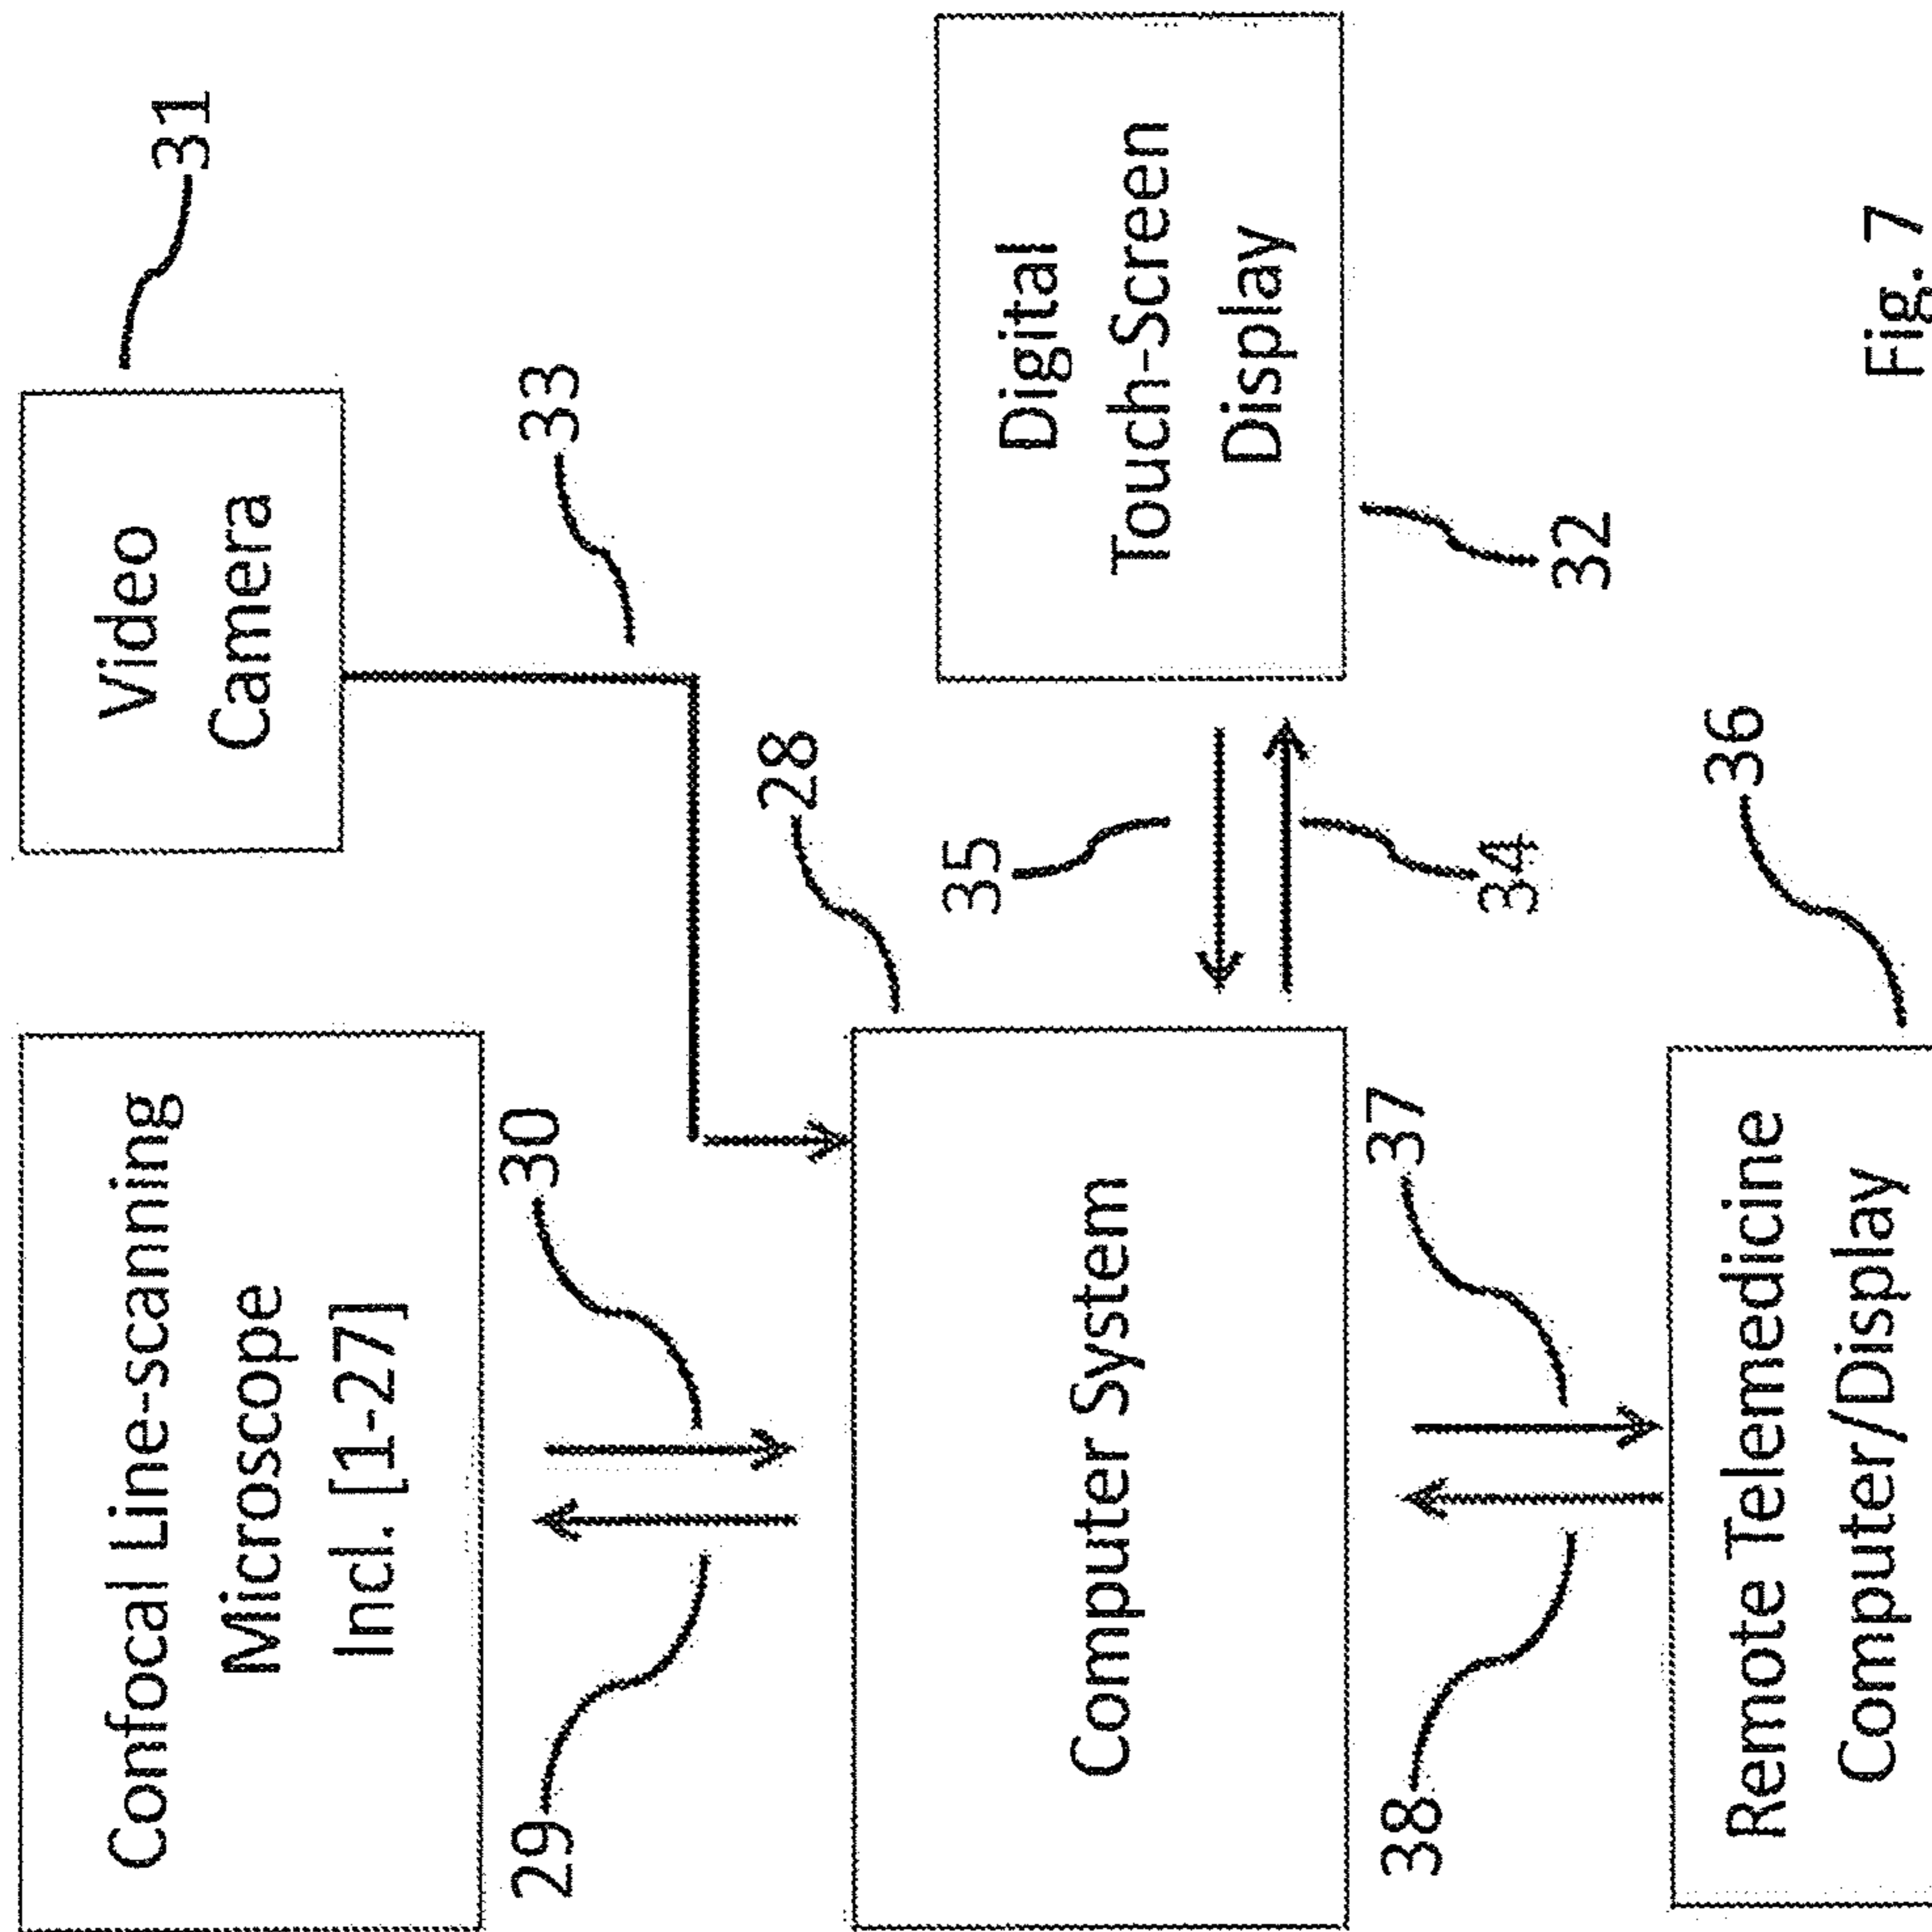 Confocal Line-scanning
Microscope
Incl. [1-27]
Video
Camera
31
29
30
33
28
Computer System
35
34
Digital
Touch-Screen
Display
32
38
37
36
Remote Telemedicine
Computer/Display
Fig. 7